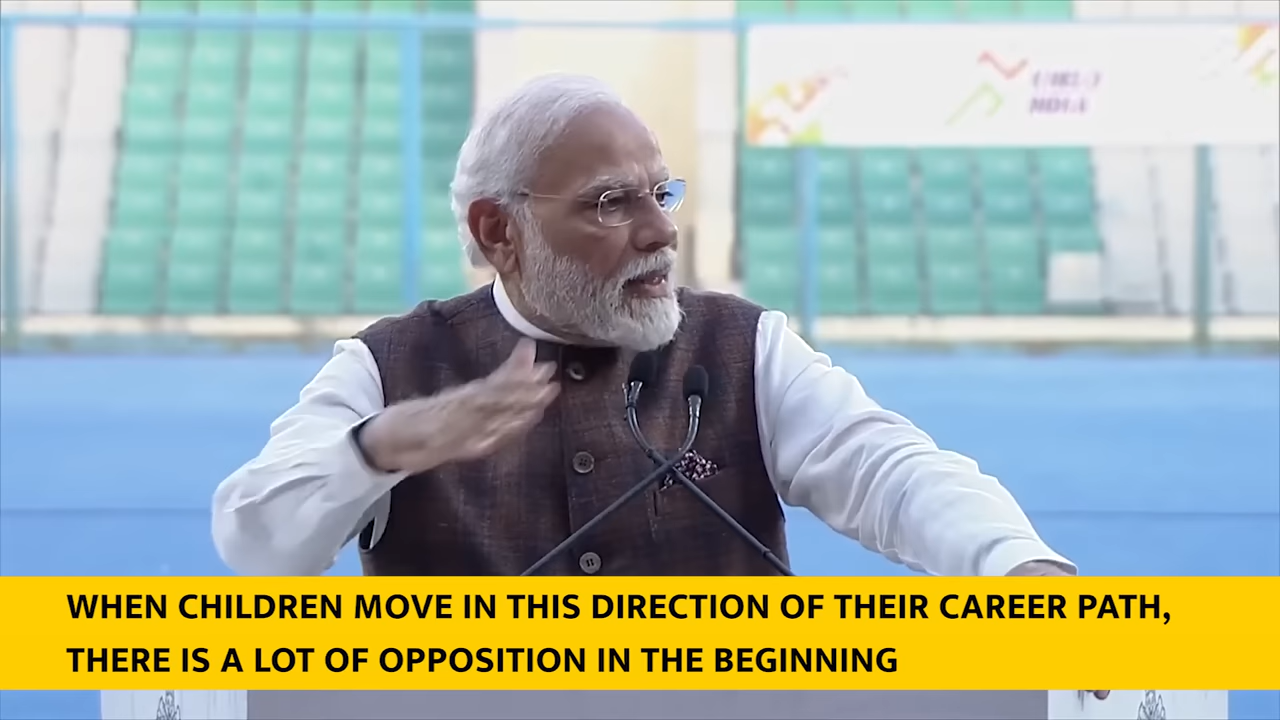 WHEN CHILDREN MOVE IN THIS DIRECTION OF THEIR CAREER PATH,
THERE IS A LOT OF OPPOSITION IN THE BEGINNING